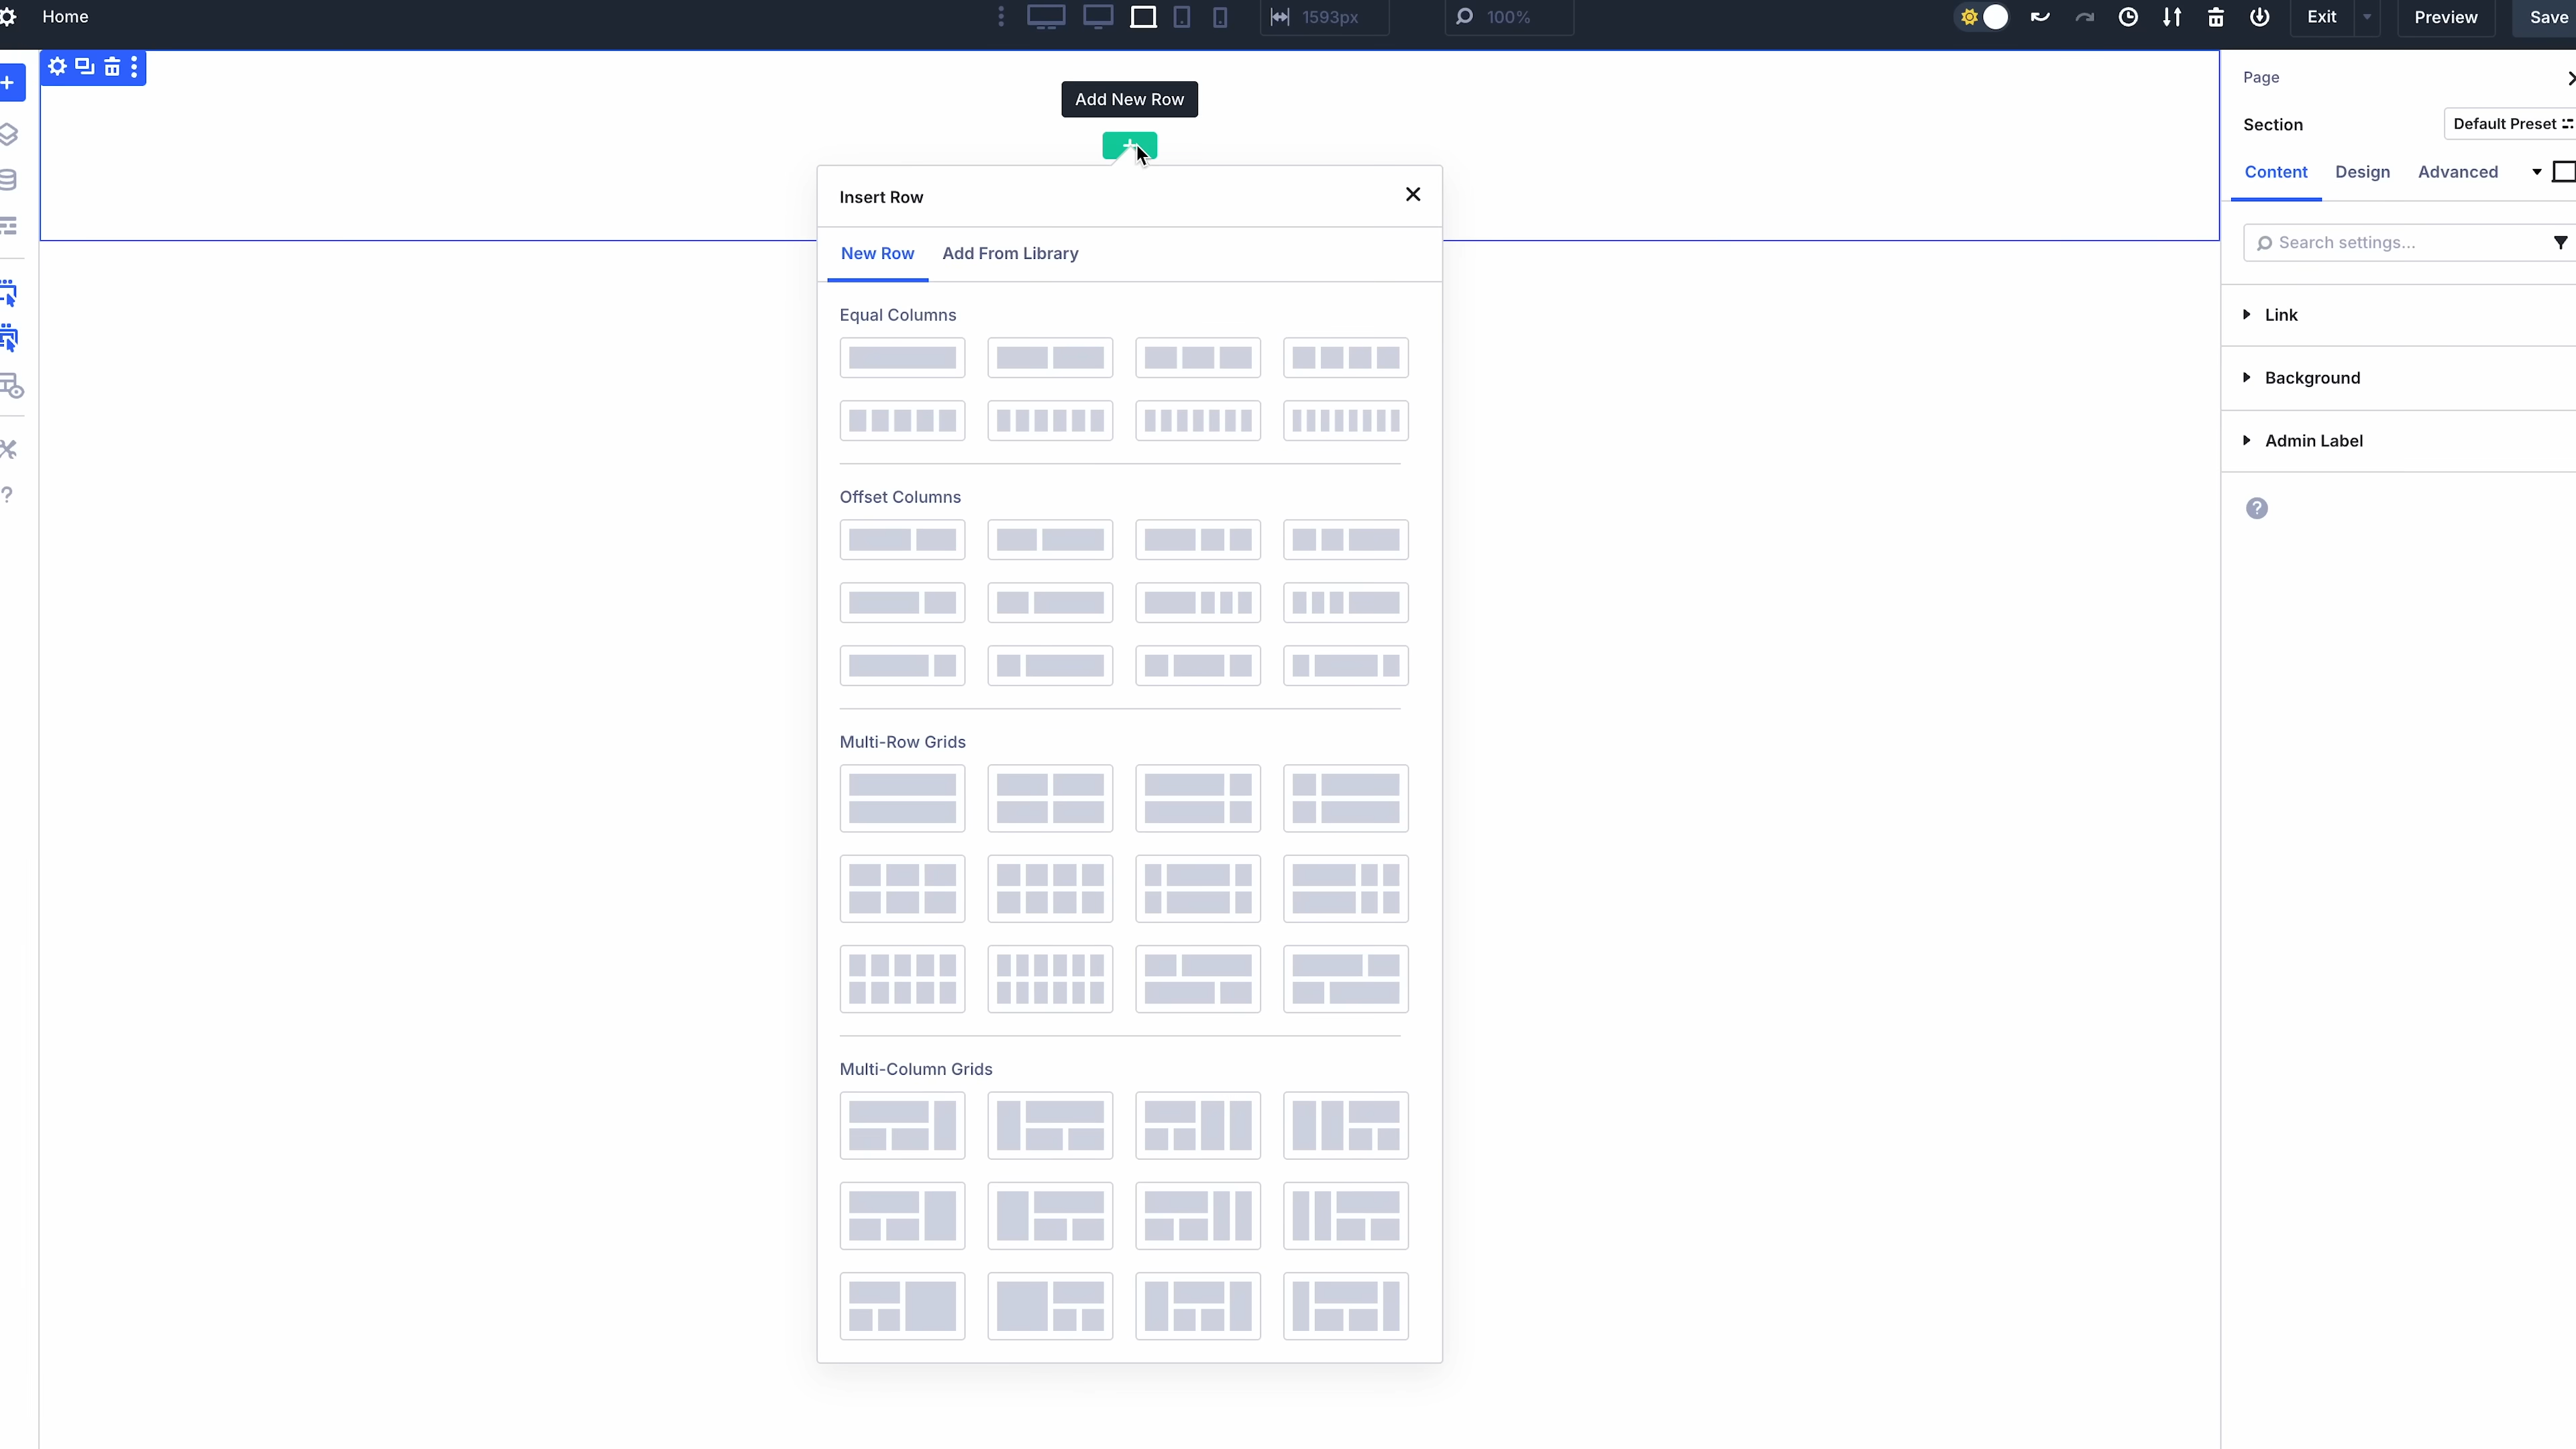 Home
1593px
100%
Exit
Preview
Save
Add New Row
Insert Row
New Row
Add From Library
Equal Columns
Offset Columns
Multi-Row Grids
Multi-Column Grids
Page
Section
Default Preset
Content
Design
Advanced
Search settings...
Link
Background
Admin Label